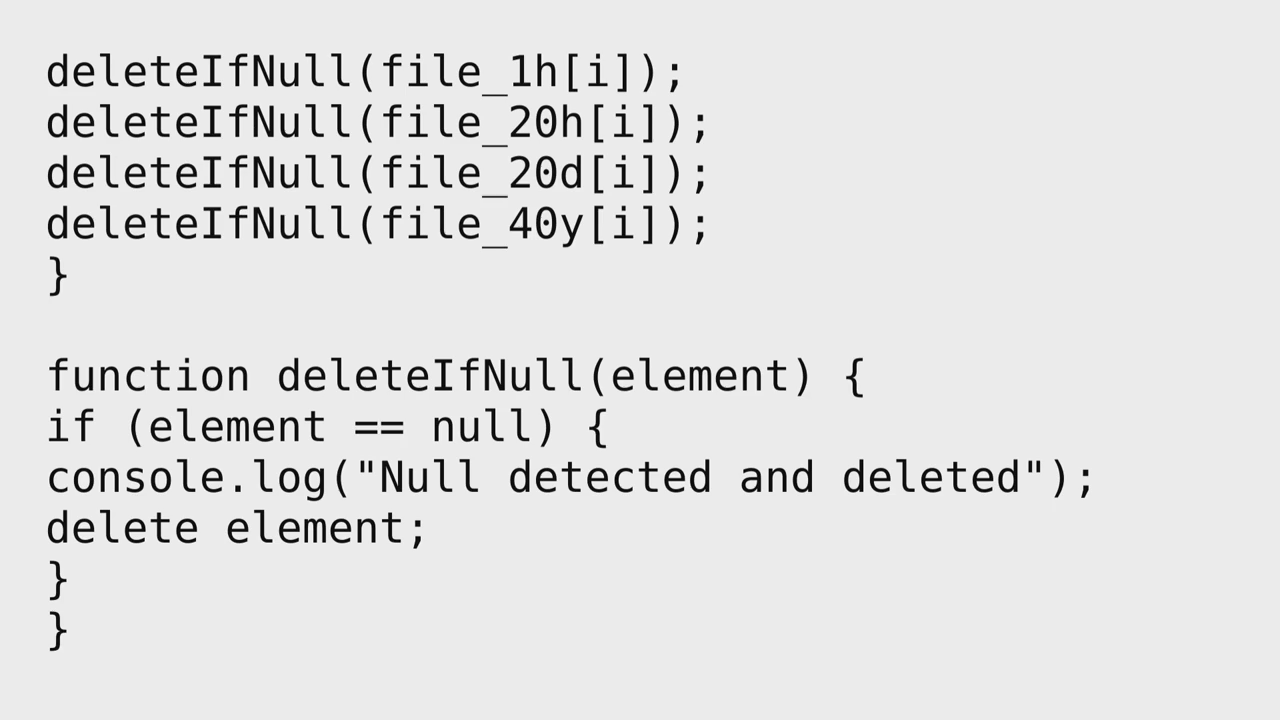 deleteIfNull(file_1h[i]);
deleteIfNull(file_20h[i]);
deleteIfNull(file_20d[i]);
deleteIfNull(file_40y[i]);
}
function deleteIfNull(element) {
if (element == null) {
console.log("Null detected and deleted");
delete element;
}
}